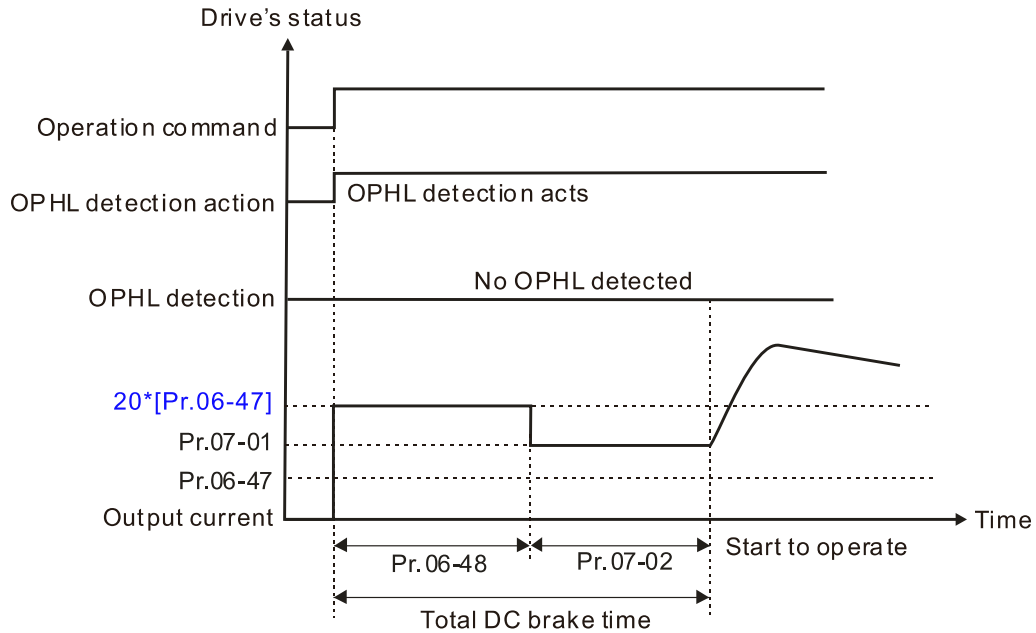 Drive's status
Operation command
OPHL detection action
OPHL detection acts
OPHL detection
No OPHL detected
20*[Pr.06-47]
Pr.07-01
Pr.06-47
Output current
Time
Pr.06-48
Pr.07-02
Start to operate
Total DC brake time